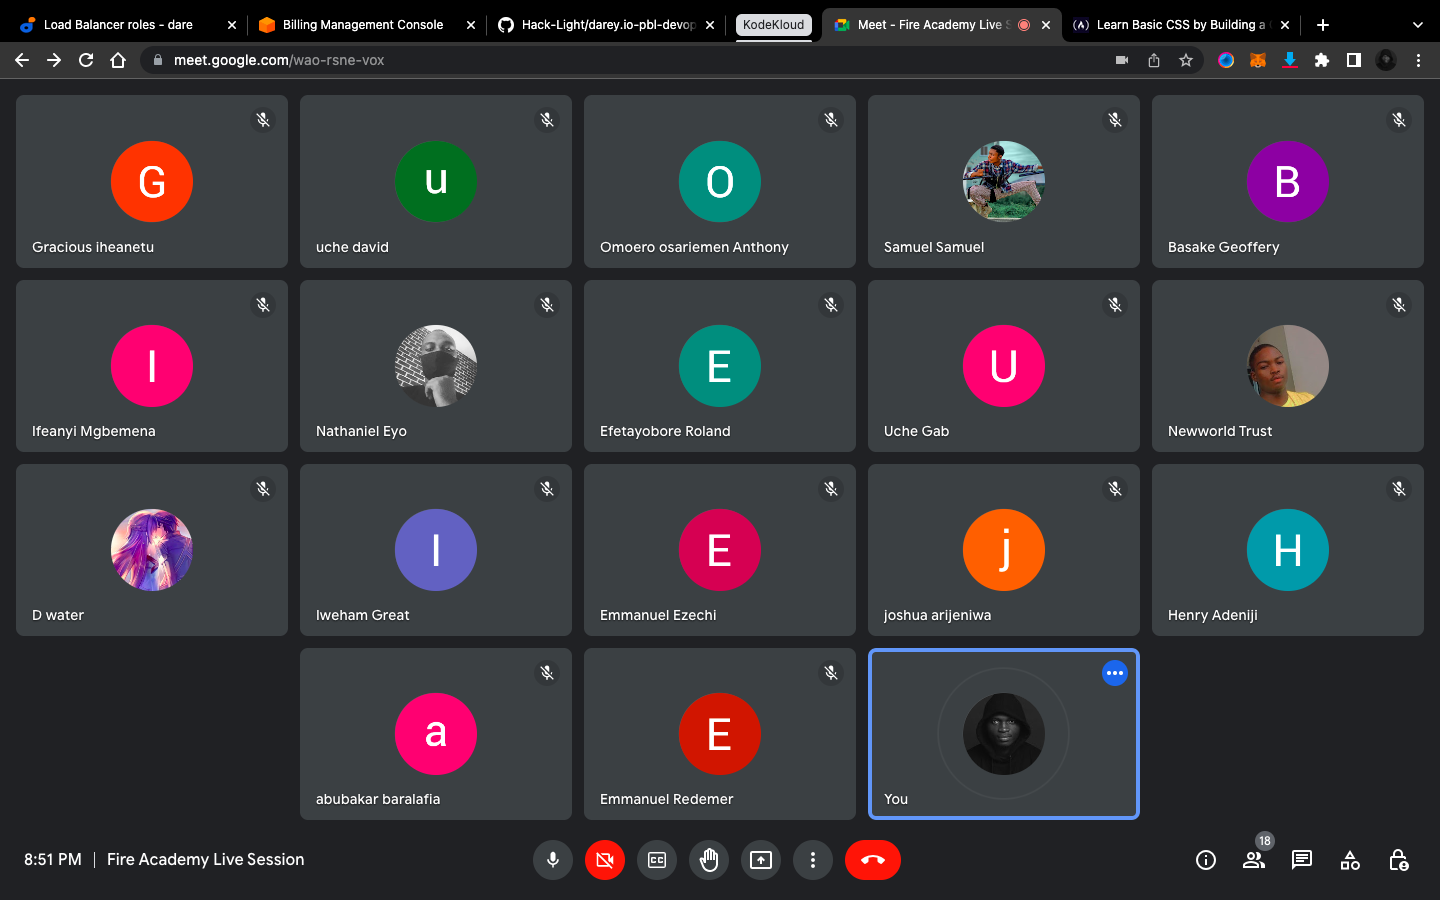 Load Balancer roles - dare
Billing Management Console
Hack-Light/darey.io-pbl-devop
KodeKloud
Meet - Fire Academy Live S
Learn Basic CSS by Building a
meet.google.com/wao-rsne-vox
G
Gracious iheanetu
u
uche david
O
Omoero osariemen Anthony
Samuel Samuel
B
Basake Geoffery
I
Ifeanyi Mgbemena
Nathaniel Eyo
E
Efetayobore Roland
U
Uche Gab
Newworld Trust
D water
I
Iweham Great
E
Emmanuel Ezechi
j
joshua arijeniwa
H
Henry Adeniji
a
abubakar baralafia
E
Emmanuel Redemer
You
8:51 PM | Fire Academy Live Session
CC
18